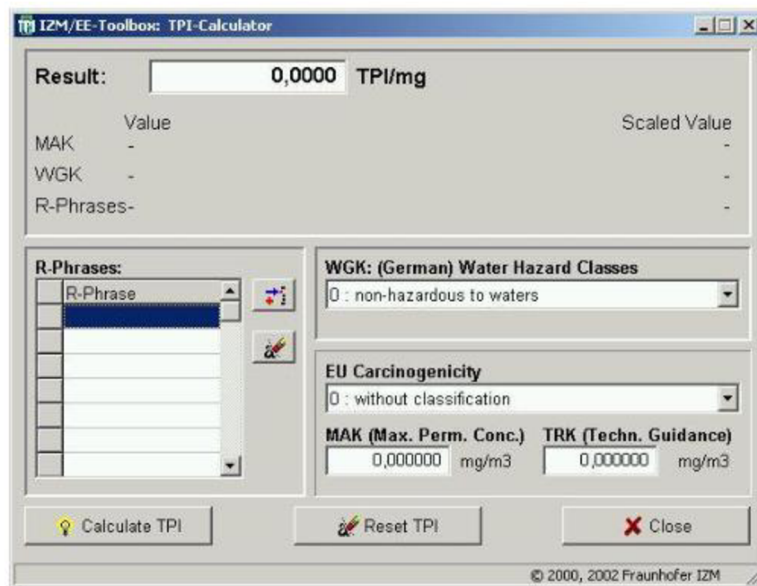 IZM/EE-Toolbox: TPI-Calculator
Result: 0,0000 TPI/mg
Value Scaled Value
MAK - -
WGK - -
R-Phrases- -
R-Phrases:
R-Phrase
WGK: (German) Water Hazard Classes
0 : non-hazardous to waters
EU Carcinogenicity
0 : without classification
MAK (Max. Perm. Conc.) TRK (Techn. Guidance)
0,000000 mg/m3 0,000000 mg/m3
Calculate TPI Reset TPI Close
© 2000, 2002 Fraunhofer IZM